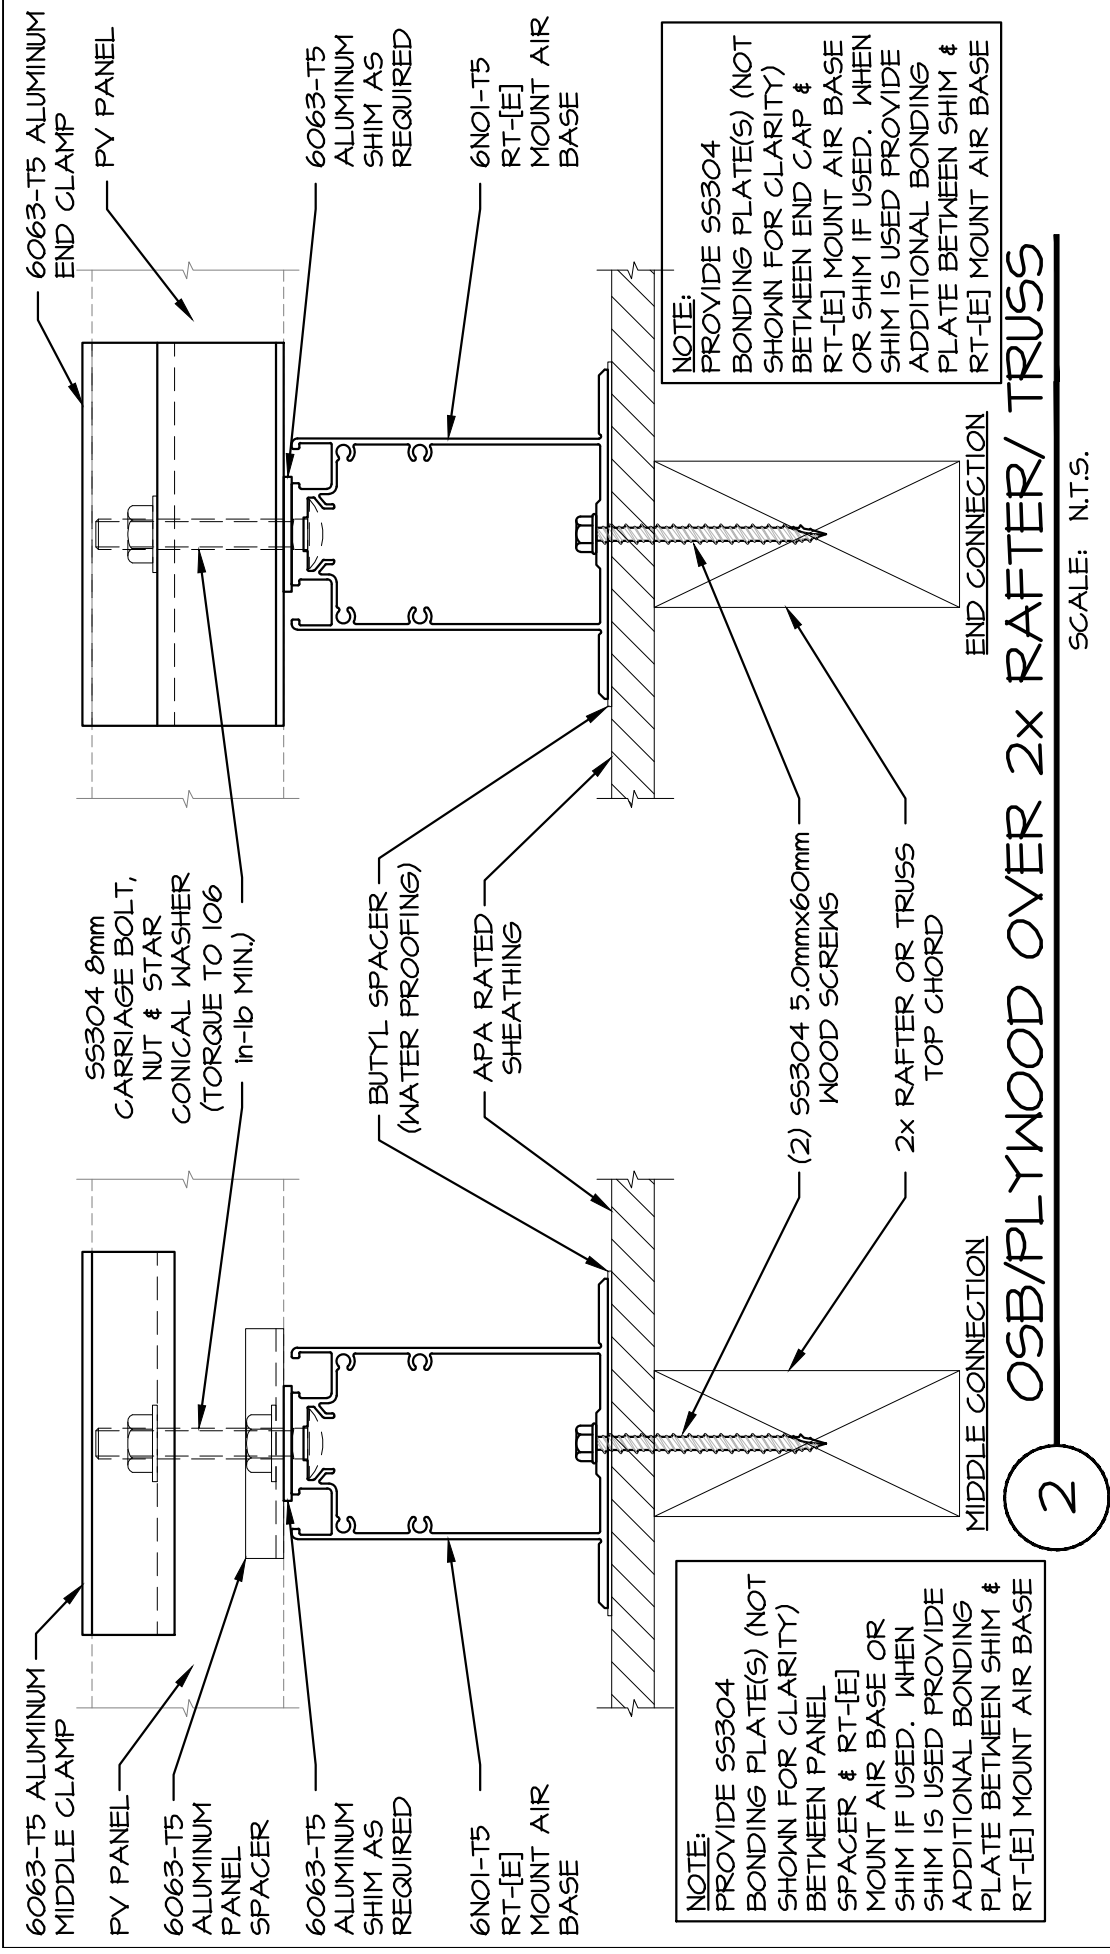 6063-T5 ALUMINUM
MIDDLE CLAMP
PV PANEL
6063-T5
ALUMINUM
PANEL
SPACER
6063-T5
ALUMINUM
SHIM AS
REQUIRED
6N01-T5
RT-[E]
MOUNT AIR
BASE
NOTE:
PROVIDE SS304
BONDING PLATE(S) (NOT
SHOWN FOR CLARITY)
BETWEEN PANEL
SPACER & RT-[E]
MOUNT AIR BASE OR
SHIM IF USED. WHEN
SHIM IS USED PROVIDE
ADDITIONAL BONDING
PLATE BETWEEN SHIM &
RT-[E] MOUNT AIR BASE
SS304 8mm
CARRIAGE BOLT,
NUT & STAR
CONICAL WASHER
(TORQUE TO 106
in-lb MIN.)
BUTYL SPACER
(WATER PROOFING)
APA RATED
SHEATHING
(2) SS304 5.0mmx60mm
WOOD SCREWS
2x RAFTER OR TRUSS
TOP CHORD
6063-T5 ALUMINUM
END CLAMP
PV PANEL
6063-T5
ALUMINUM
SHIM AS
REQUIRED
6N01-T5
RT-[E]
MOUNT AIR
BASE
NOTE:
PROVIDE SS304
BONDING PLATE(S) (NOT
SHOWN FOR CLARITY)
BETWEEN END CAP &
RT-[E] MOUNT AIR BASE
OR SHIM IF USED. WHEN
SHIM IS USED PROVIDE
ADDITIONAL BONDING
PLATE BETWEEN SHIM &
RT-[E] MOUNT AIR BASE
MIDDLE CONNECTION
END CONNECTION
2
OSB/PLYWOOD OVER 2x RAFTER/ TRUSS
SCALE: N.T.S.